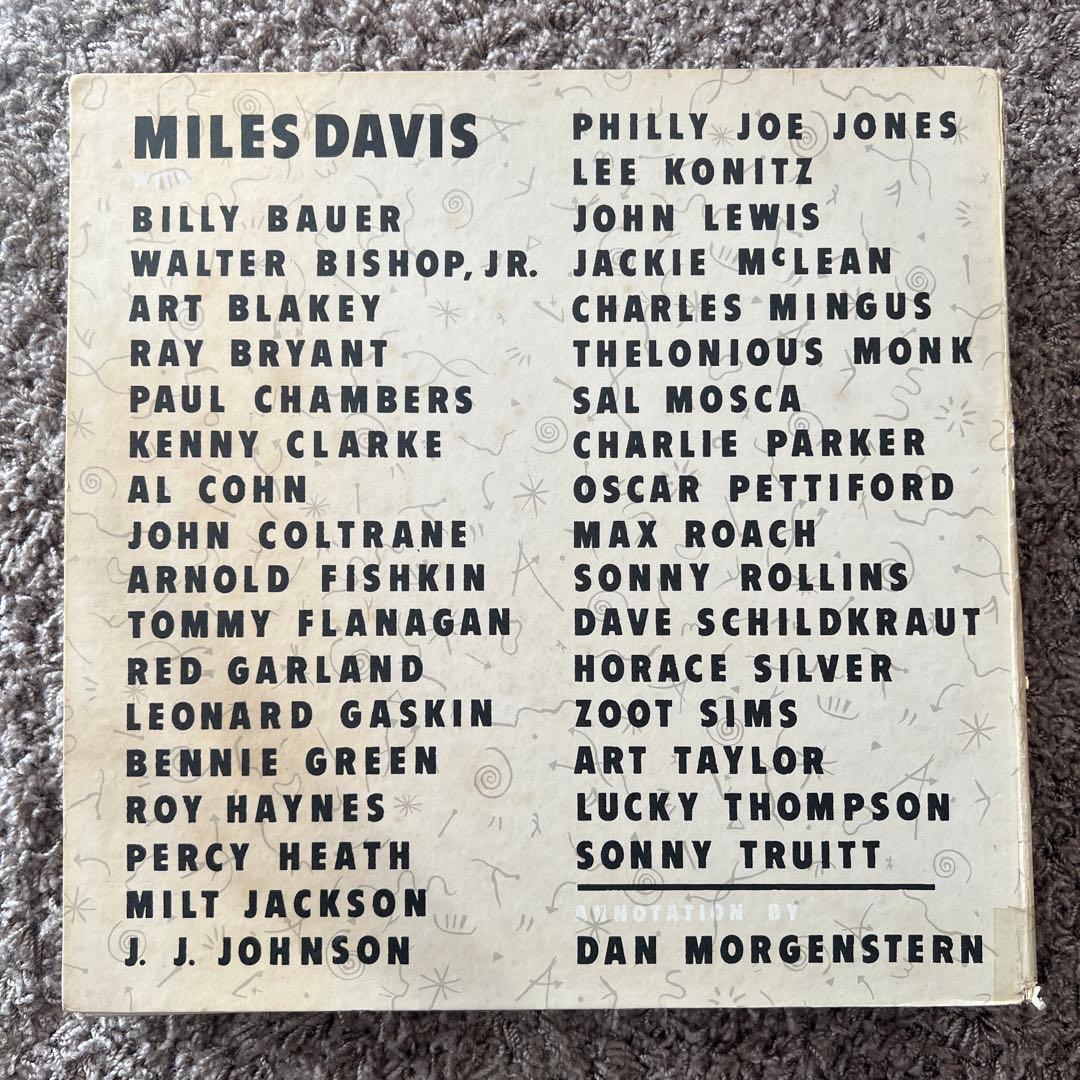 MILES DAVIS
WITH
BILLY BAUER
WALTER BISHOP, JR.
ART BLAKEY
RAY BRYANT
PAUL CHAMBERS
KENNY CLARKE
AL COHN
JOHN COLTRANE
ARNOLD FISHKIN
TOMMY FLANAGAN
RED GARLAND
LEONARD GASKIN
BENNIE GREEN
ROY HAYNES
PERCY HEATH
MILT JACKSON
J. J. JOHNSON
PHILLY JOE JONES
LEE KONITZ
JOHN LEWIS
JACKIE McLEAN
CHARLES MINGUS
THELONIOUS MONK
SAL MOSCA
CHARLIE PARKER
OSCAR PETTIFORD
MAX ROACH
SONNY ROLLINS
DAVE SCHILDKRAUT
HORACE SILVER
ZOOT SIMS
ART TAYLOR
LUCKY THOMPSON
SONNY TRUITT
ANNOTATION BY
DAN MORGENSTERN